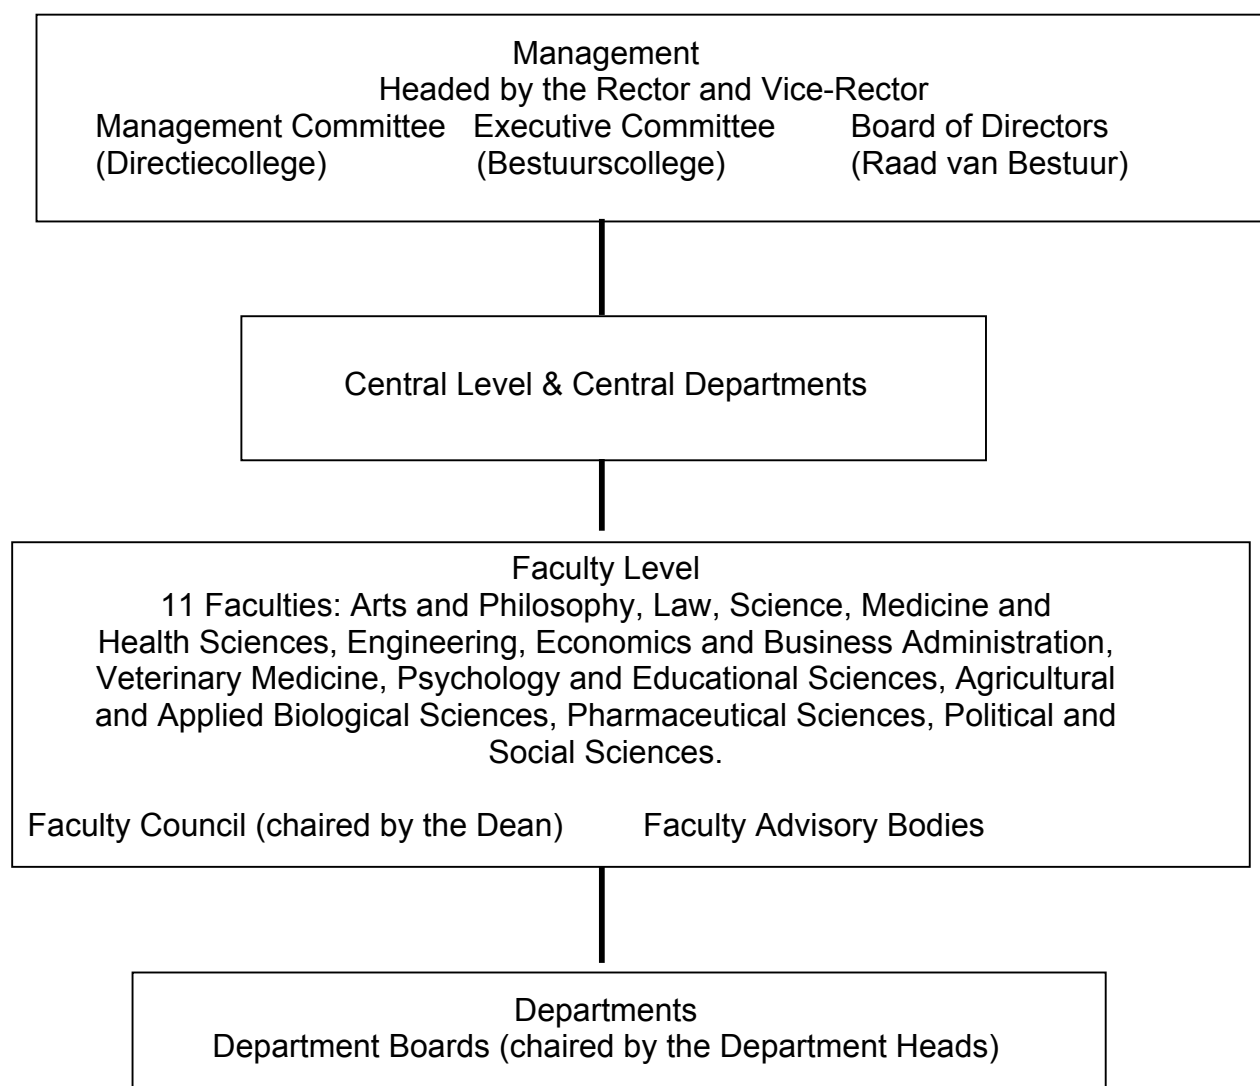 Management
Headed by the Rector and Vice-Rector
Management Committee Executive Committee Board of Directors
(Directiecollege) (Bestuurscollege) (Raad van Bestuur)
Central Level & Central Departments
Faculty Level
11 Faculties: Arts and Philosophy, Law, Science, Medicine and
Health Sciences, Engineering, Economics and Business Administration,
Veterinary Medicine, Psychology and Educational Sciences, Agricultural
and Applied Biological Sciences, Pharmaceutical Sciences, Political and
Social Sciences.
Faculty Council (chaired by the Dean) Faculty Advisory Bodies
Departments
Department Boards (chaired by the Department Heads)